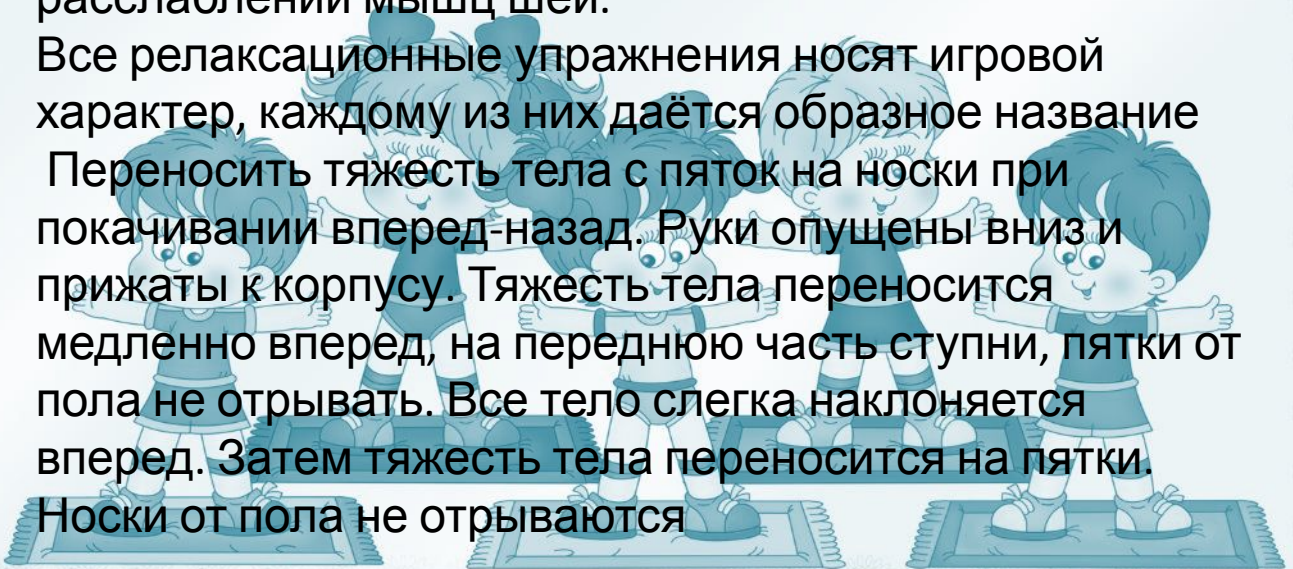 расслаблении мышц шеи.
Все релаксационные упражнения носят игровой
характер, каждому из них даётся образное название
Переносить тяжесть тела с пяток на носки при
покачивании вперед-назад. Руки опущены вниз и
прижаты к корпусу. Тяжесть тела переносится
медленно вперед, на переднюю часть ступни, пятки от
пола не отрывать. Все тело слегка наклоняется
вперед. Затем тяжесть тела переносится на пятки.
Носки от пола не отрываются